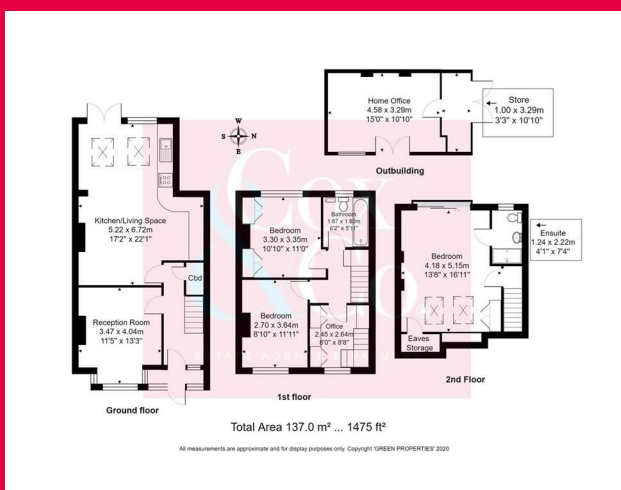 Kitchen/Living Space
5.22 x 6.72m
17'2" x 22'1"
Cbd
Reception Room
3.47 x 4.04m
11'5" x 13'3"
Ground floor
W
S N
E
Home Office
4.58 x 3.29m
15'0" x 10'10"
Store
1.00 x 3.29m
3'3" x 10'10"
Outbuilding
Bedroom
3.30 x 3.35m
10'10" x 11'0"
Bathroom
1.87 x 1.80m
6'2" x 5'11"
Bedroom
2.70 x 3.64m
8'10" x 11'11"
Office
2.45 x 2.64m
8'0" x 8'8"
1st floor
Bedroom
4.18 x 5.15m
13'8" x 16'11"
Ensuite
1.24 x 2.22m
4'1" x 7'4"
Eaves
Storage
2nd Floor
Cox
& Co
Total Area 137.0 m² ... 1475 ft²
All measurements are approximate and for display purposes only. Copyright 'GREEN PROPERTIES' 2020